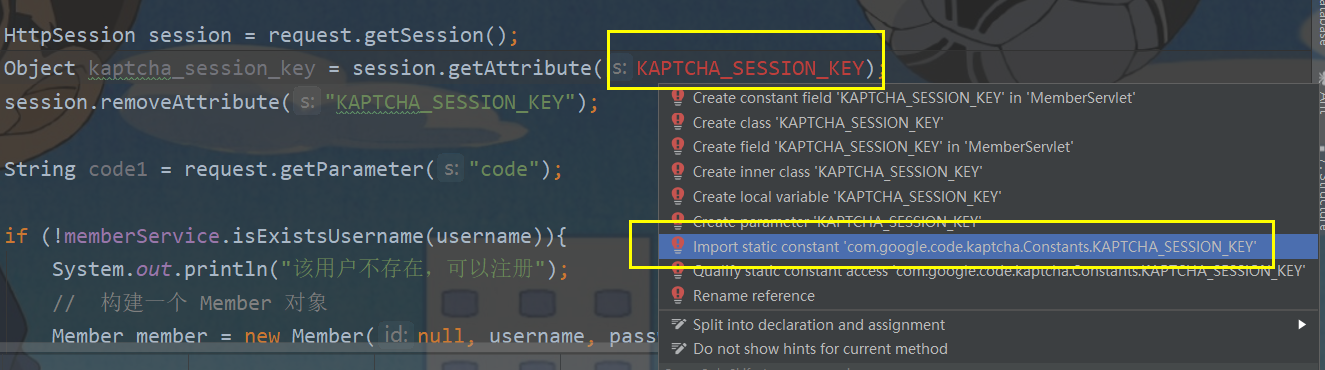 HttpSession session = request.getSession();
Object kaptcha_session_key = session.getAttribute( s: KAPTCHA_SESSION_KEY);
session.removeAttribute( s: "KAPTCHA_SESSION_KEY");
String code1 = request.getParameter( s: "code");
if (!memberService.isExistsUsername(username)){
System.out.println("该用户不存在，可以注册");
// 构建一个 Member 对象
Member member = new Member( id: null, username, pass
Create constant field 'KAPTCHA_SESSION_KEY' in 'MemberServlet'
Create class 'KAPTCHA_SESSION_KEY'
Create field 'KAPTCHA_SESSION_KEY' in 'MemberServlet'
Create inner class 'KAPTCHA_SESSION_KEY'
Create local variable 'KAPTCHA_SESSION_KEY'
Create parameter 'KAPTCHA_SESSION_KEY'
Import static constant 'com.google.code.kaptcha.Constants.KAPTCHA_SESSION_KEY'
Qualify static constant access 'com.google.code.kaptcha.Constants.KAPTCHA_SESSION_KEY'
Rename reference
Split into declaration and assignment
Do not show hints for current method